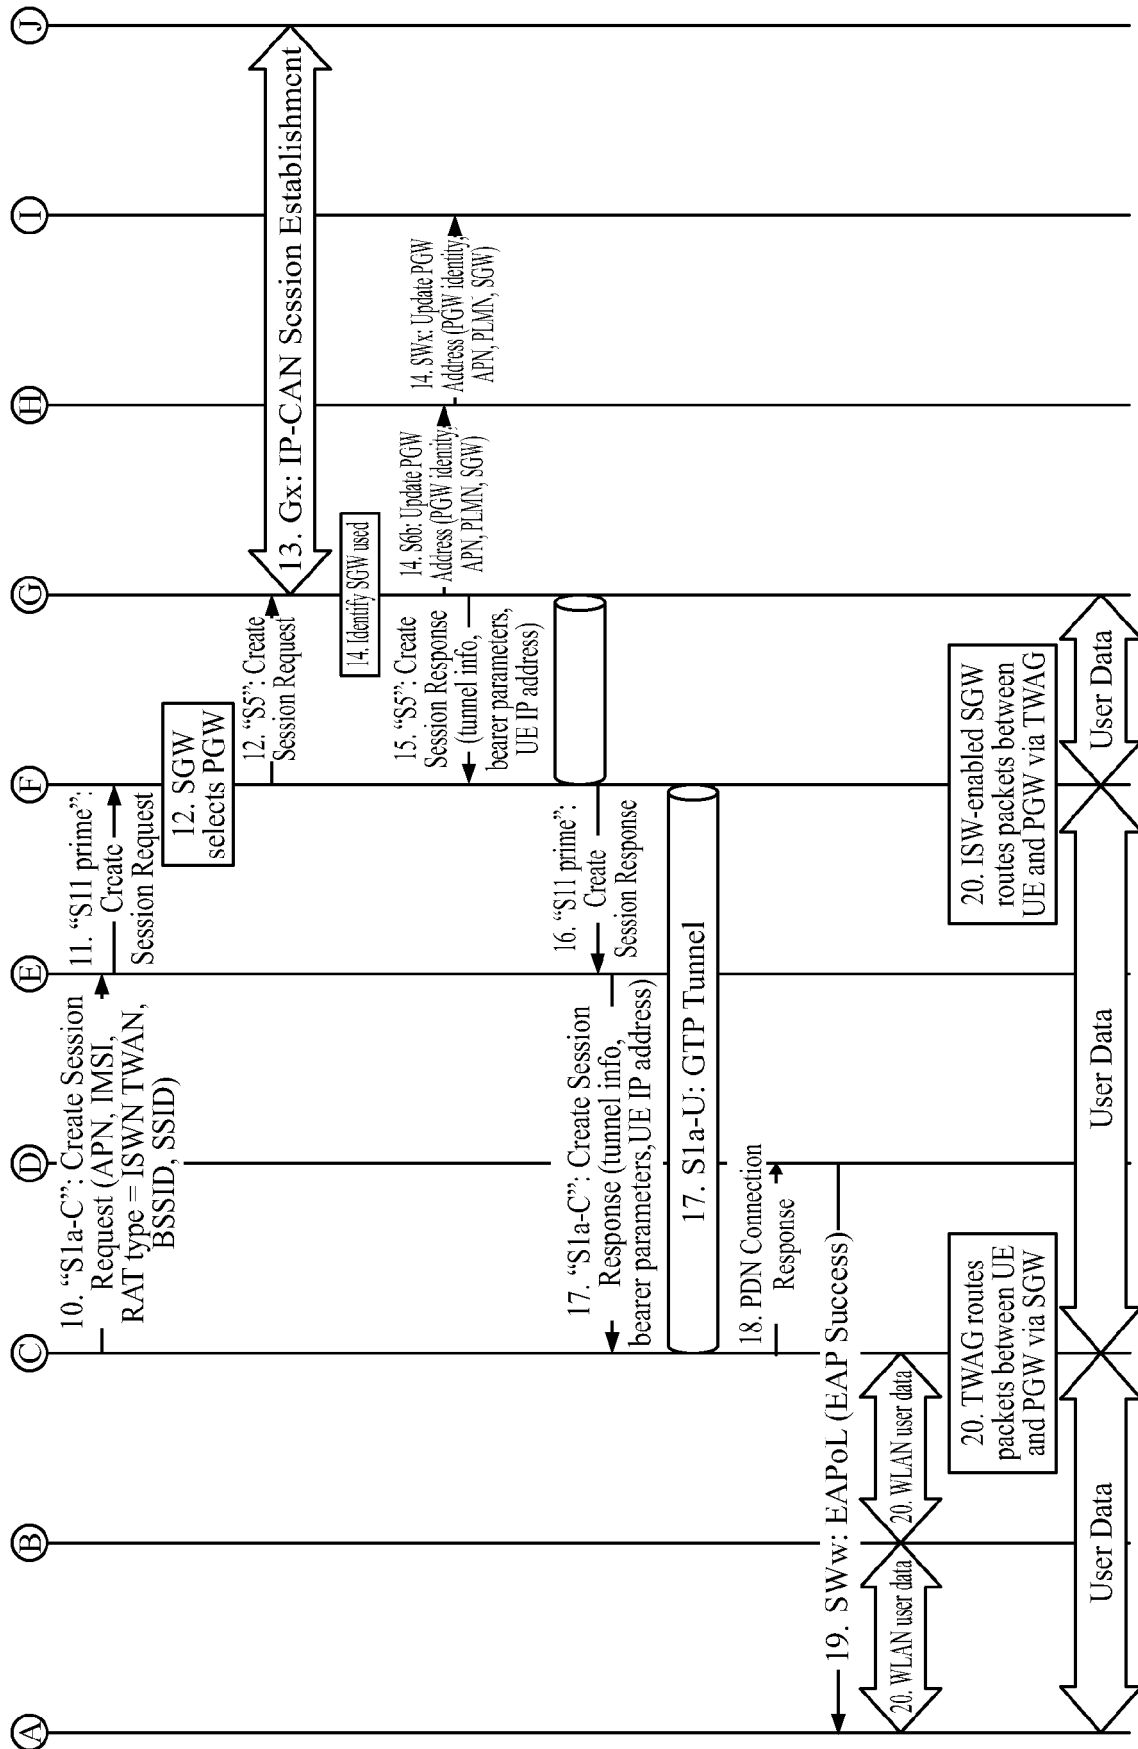 A
B
C
D
E
F
G
H
I
J
10. “S1a-C”: Create Session
Request (APN, IMSI,
RAT type = ISWN TWAN,
BSSID, SSID)
11. “S11 prime”:
Create
Session Request
12. SGW
selects PGW
12. “S5”: Create
Session Request
13. Gx: IP-CAN Session Establishment
14. Identify SGW used
14. S6b: Update PGW
Address (PGW identity,
APN, PLMN, SGW)
14. SWx: Update PGW
Address (PGW identity,
APN, PLMN, SGW)
15. “S5”: Create
Session Response
(tunnel info,
bearer parameters,
UE IP address)
16. “S11 prime”:
Create
Session Response
17. “S1a-C”: Create Session
Response (tunnel info,
bearer parameters,UE IP address)
17. S1a-U: GTP Tunnel
18. PDN Connection
Response
19. SWw: EAPoL (EAP Success)
20. WLAN user data
20. WLAN user data
20. TWAG routes
packets between UE
and PGW via SGW
20. ISW-enabled SGW
routes packets between
UE and PGW via TWAG
User Data
User Data
User Data